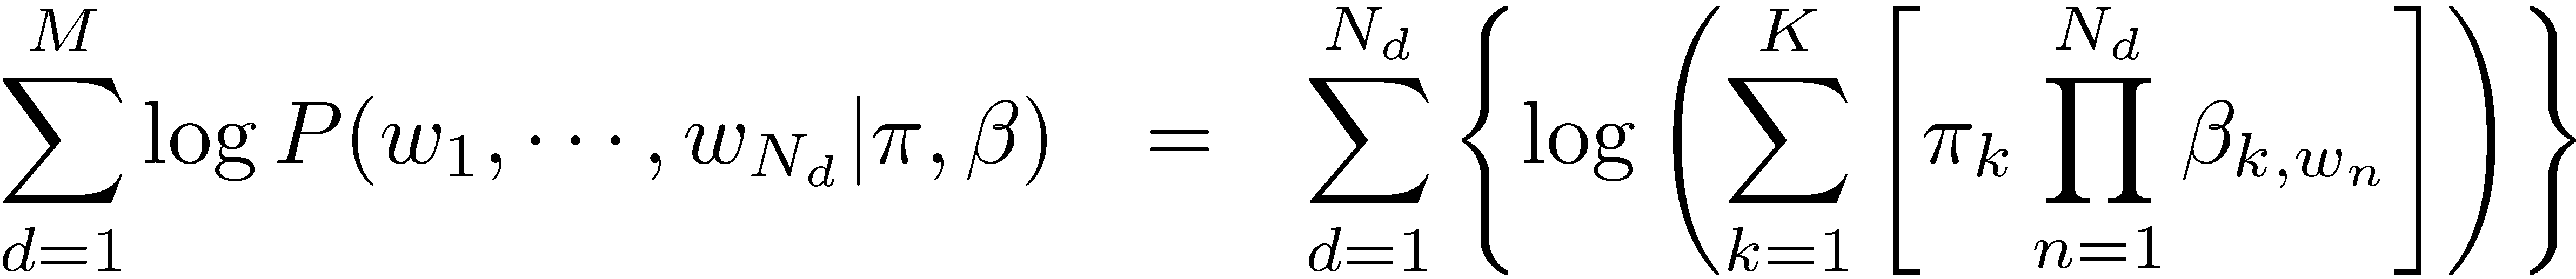 \sum_{d=1}^{M} \log P(w_1, \cdots, w_{N_d} | \pi, \beta) = \sum_{d=1}^{N_d} \left\{ \log \left( \sum_{k=1}^{K} \left[ \pi_k \prod_{n=1}^{N_d} \beta_{k,w_n} \right] \right) \right\}